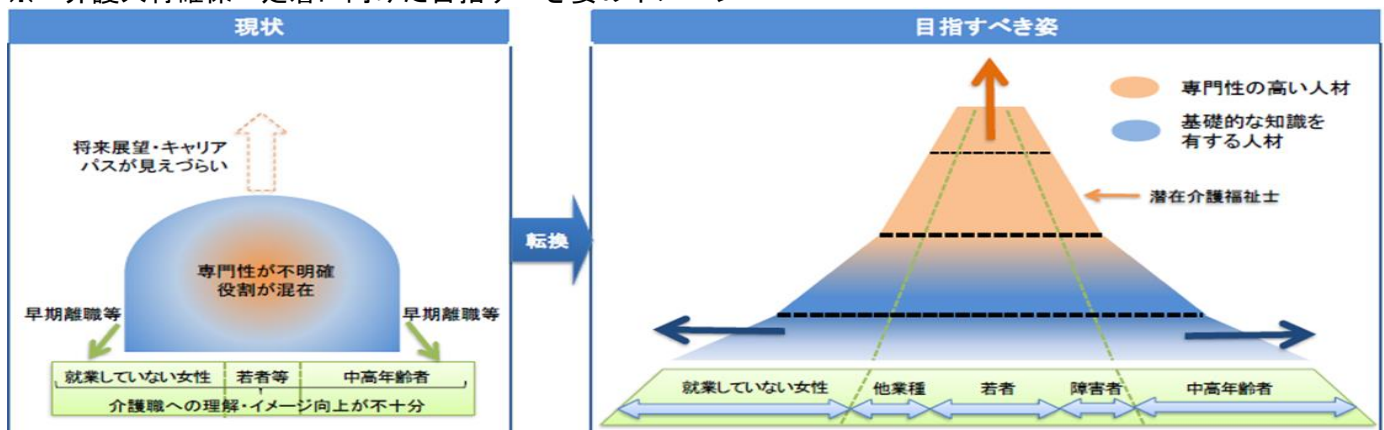 現状
将来展望・キャリア
パスが見えづらい
専門性が不明確
役割が混在
早期離職等
早期離職等
就業していない女性
若者等
中高年齢者
介護職への理解・イメージ向上が不十分
転換
目指すべき姿
専門性の高い人材
基礎的な知識を
有する人材
潜在介護福祉士
就業していない女性
他業種
若者
障害者
中高年齢者